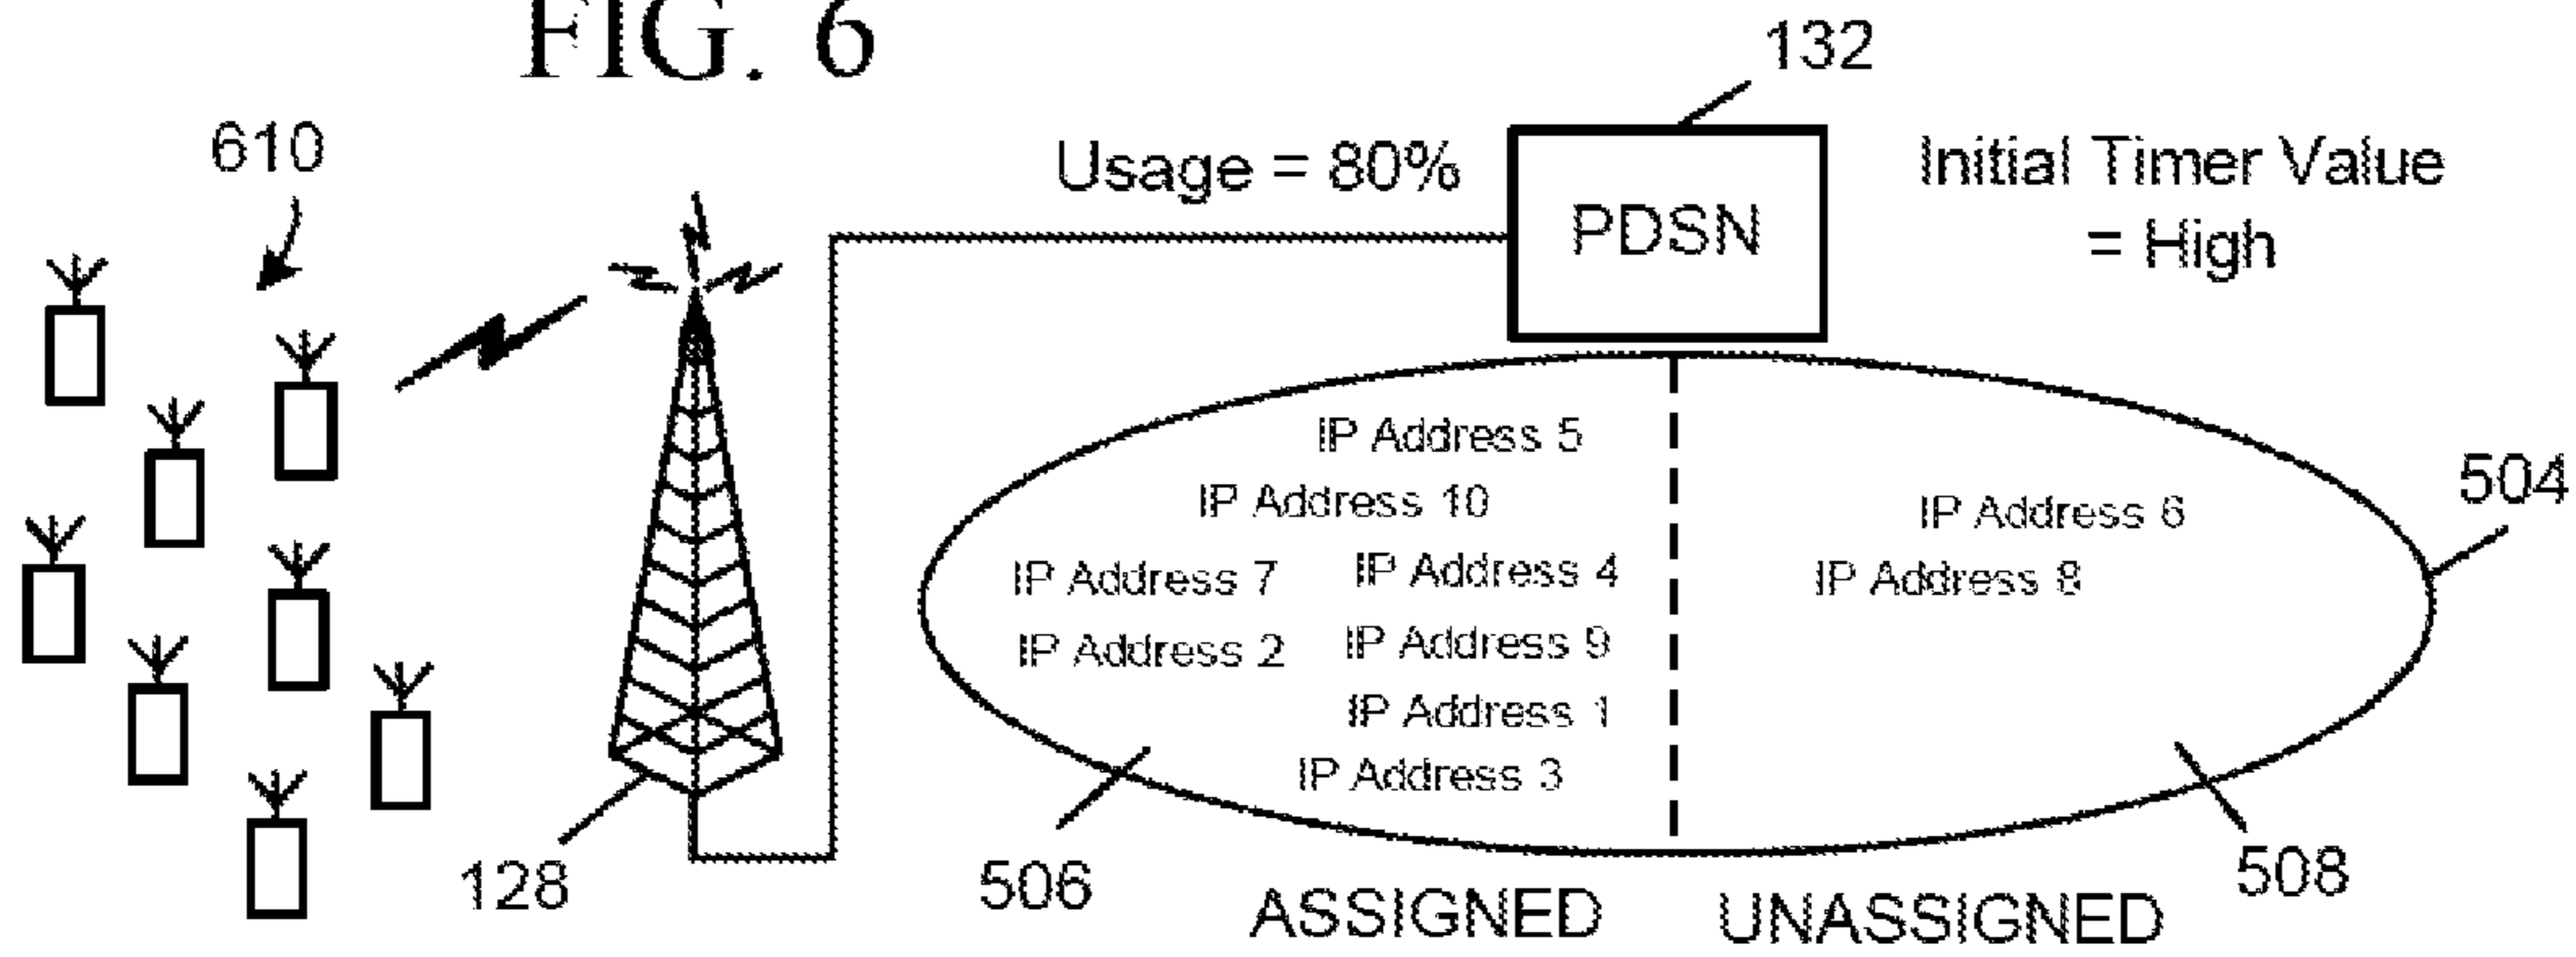 FIG. 6
132
610
Usage = 80%
PDSN
Initial Timer Value
= High
IP Address 5
IP Address 10
IP Address 6
504
IP Address 7
IP Address 4
IP Address 8
IP Address 2
IP Address 9
IP Address 1
IP Address 3
128
506
508
ASSIGNED
UNASSIGNED